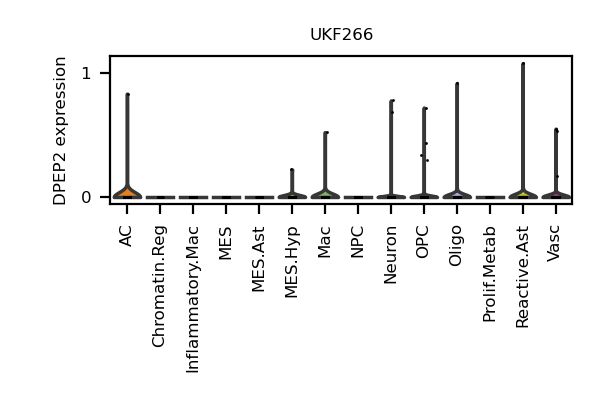 UKF266
DPEP2 expression
1
0
AC
Chromatin.Reg
Inflammatory.Mac
MES
MES.Ast
MES.Hyp
Mac
NPC
Neuron
OPC
Oligo
Prolif.Metab
Reactive.Ast
Vasc